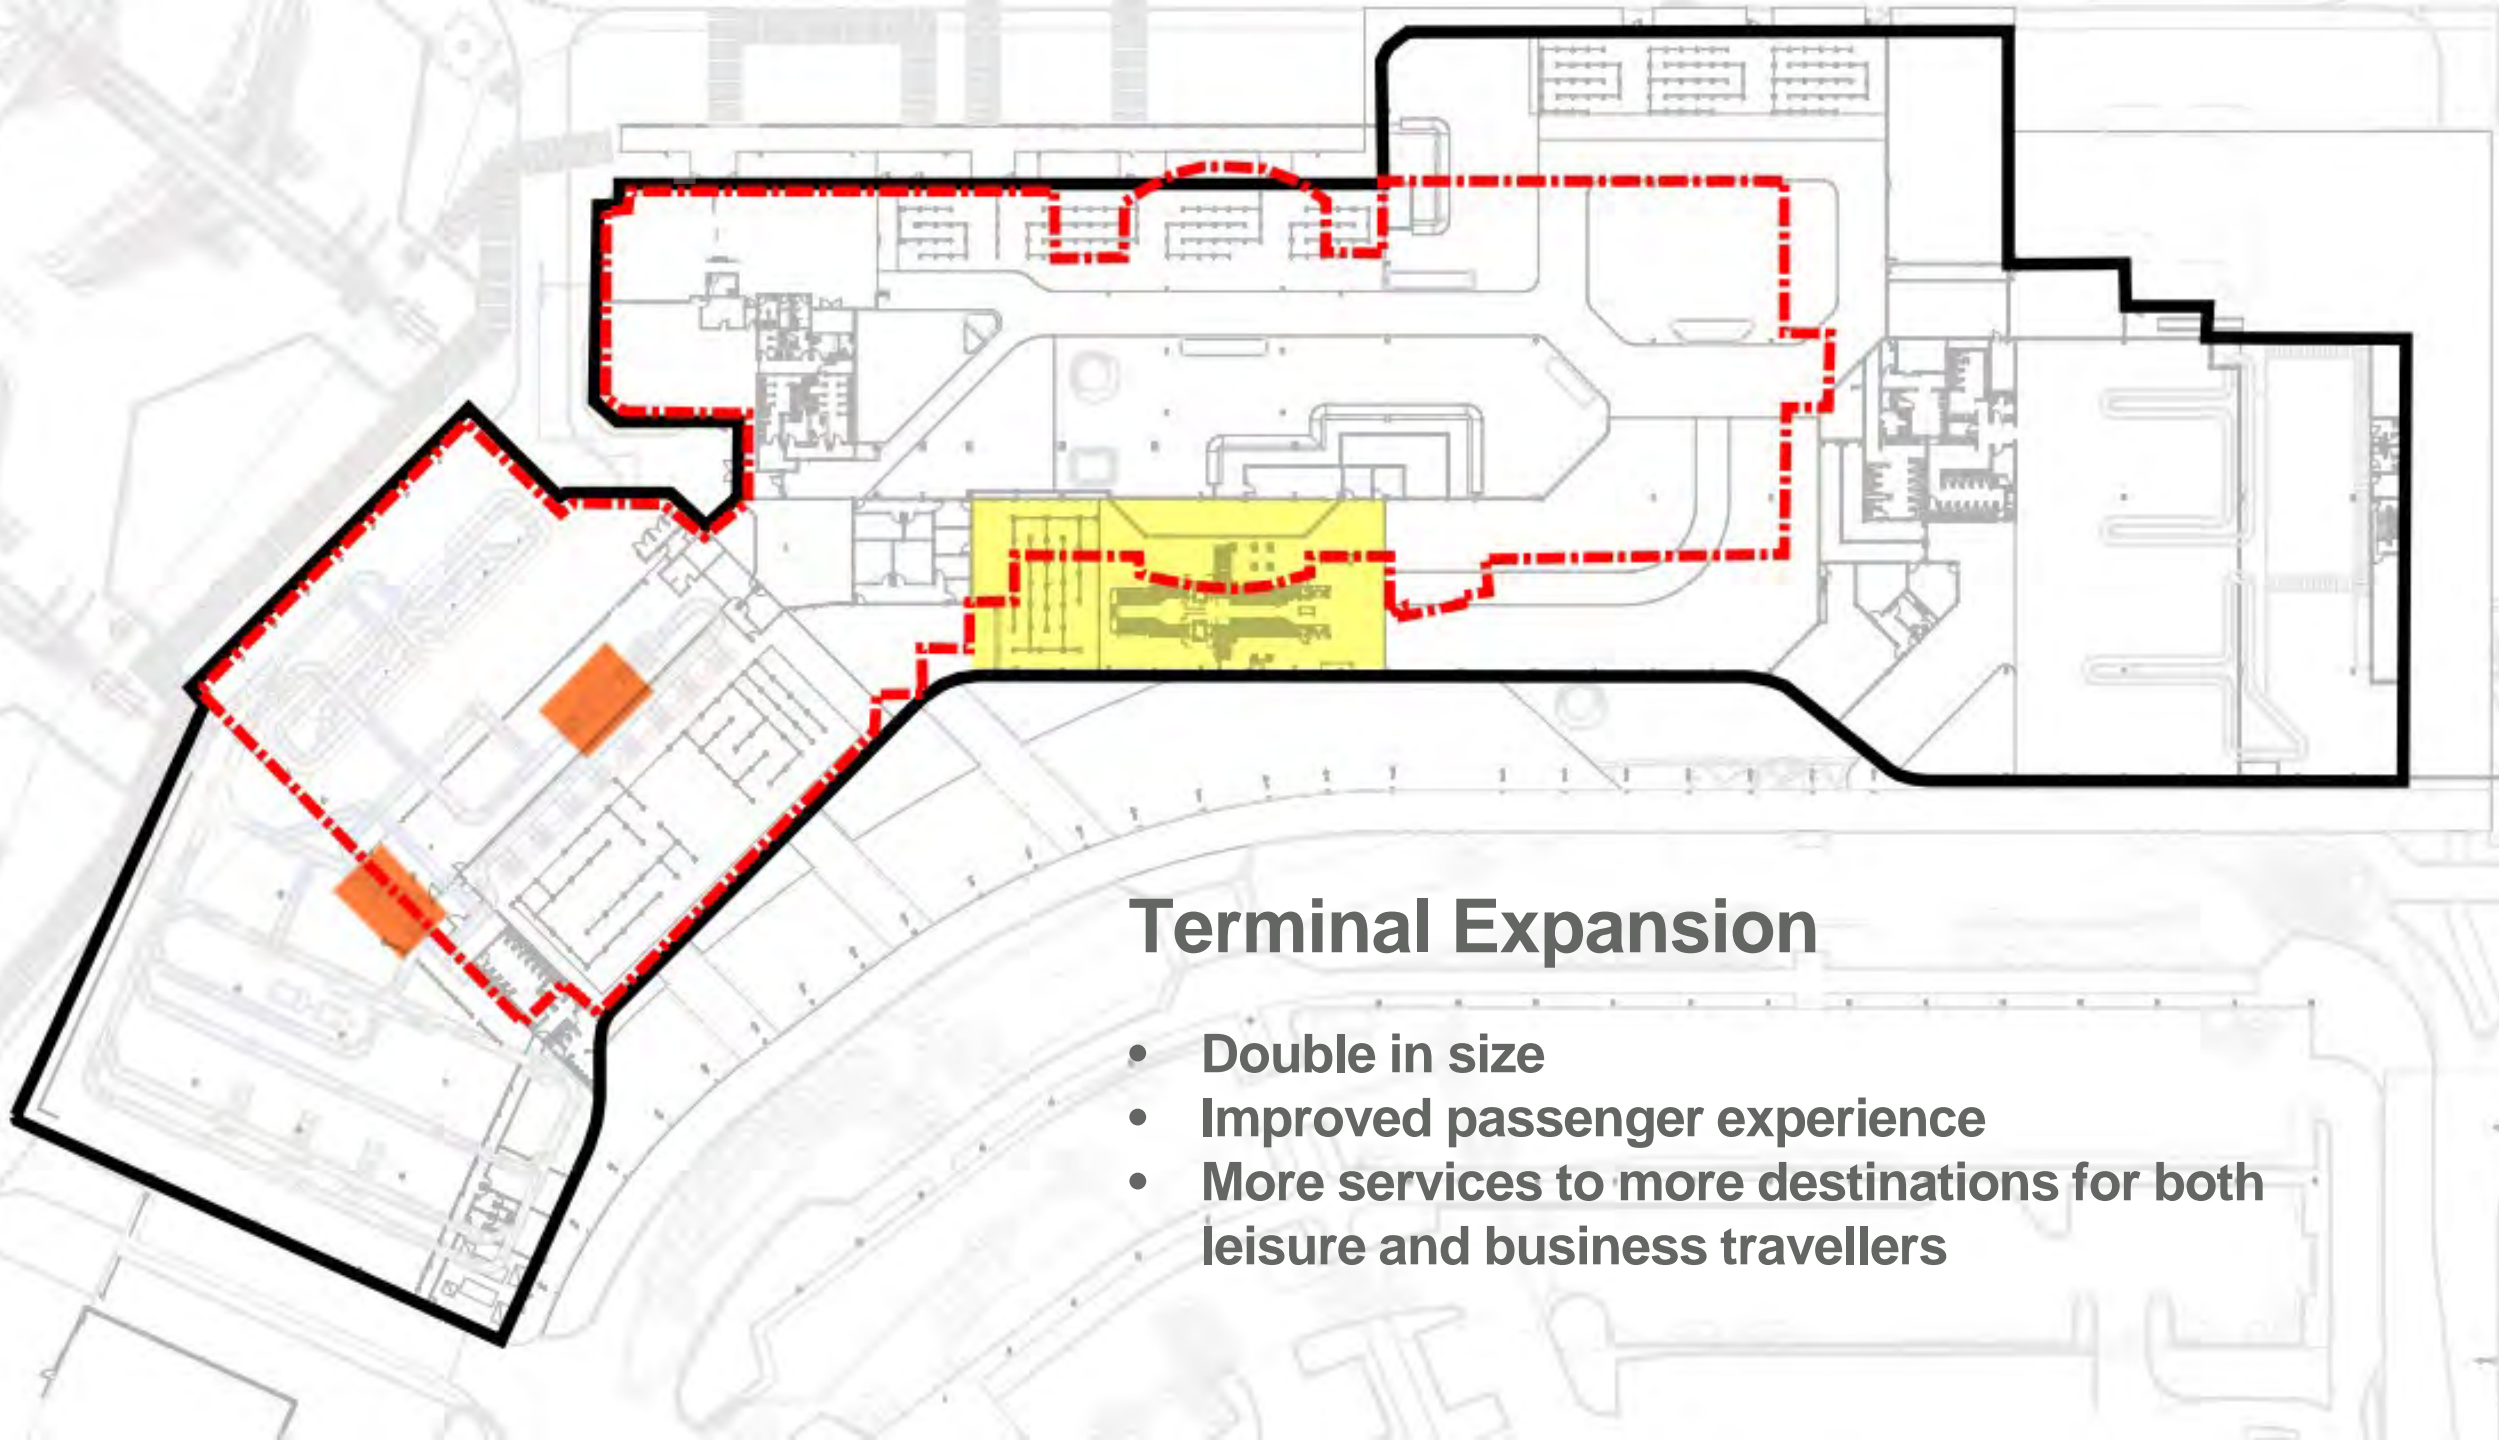 Terminal Expansion
• Double in size
• Improved passenger experience
• More services to more destinations for both
leisure and business travellers